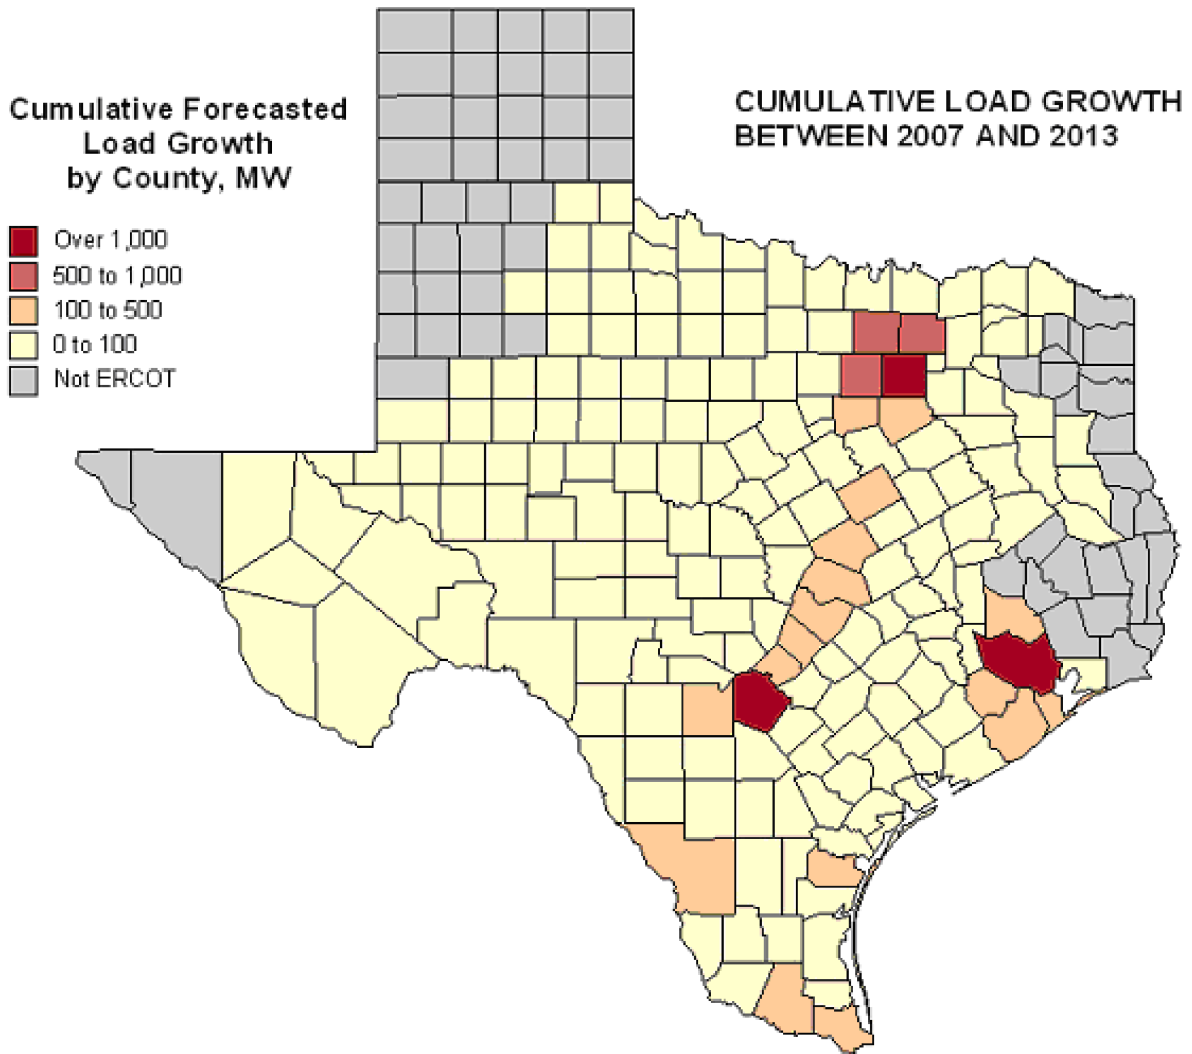 Cumulative Forecasted
Load Growth
by County, MW
Over 1,000
500 to 1,000
100 to 500
0 to 100
Not ERCOT
CUMULATIVE LOAD GROWTH
BETWEEN 2007 AND 2013